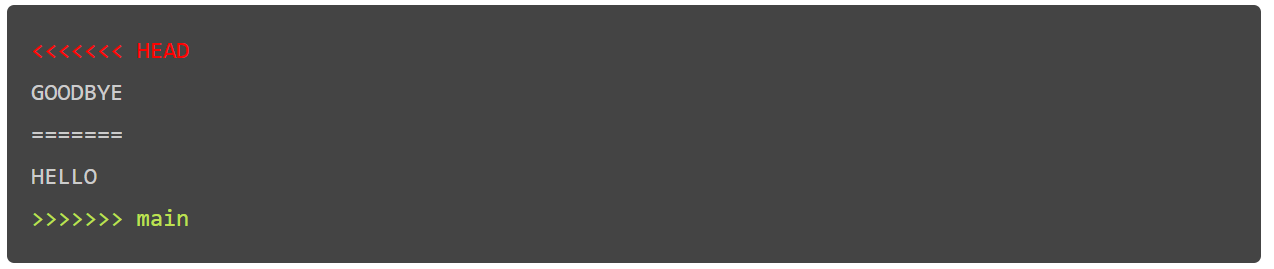 <<<<<<< HEAD
GOODBYE
=======
HELLO
>>>>>>> main